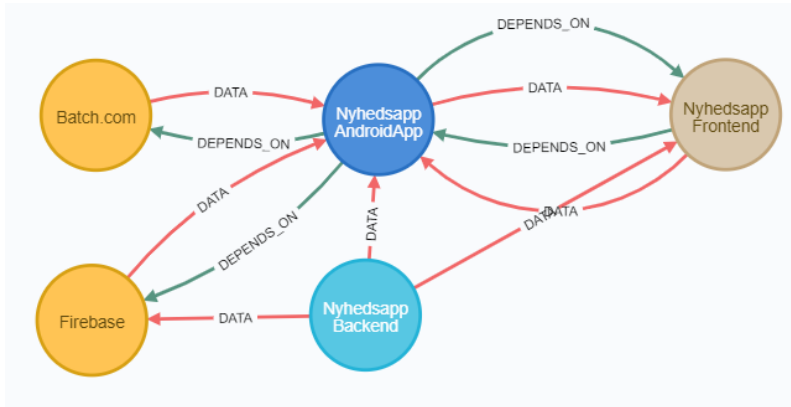 DEPENDS_ON
DATA
DATA
Batch.com
Nyhedsapp
AndroidApp
Nyhedsapp
Frontend
DEPENDS_ON
DEPENDS_ON
DATA
DATA
DATA
DATA
DEPENDS_ON
Firebase
DATA
Nyhedsapp
Backend